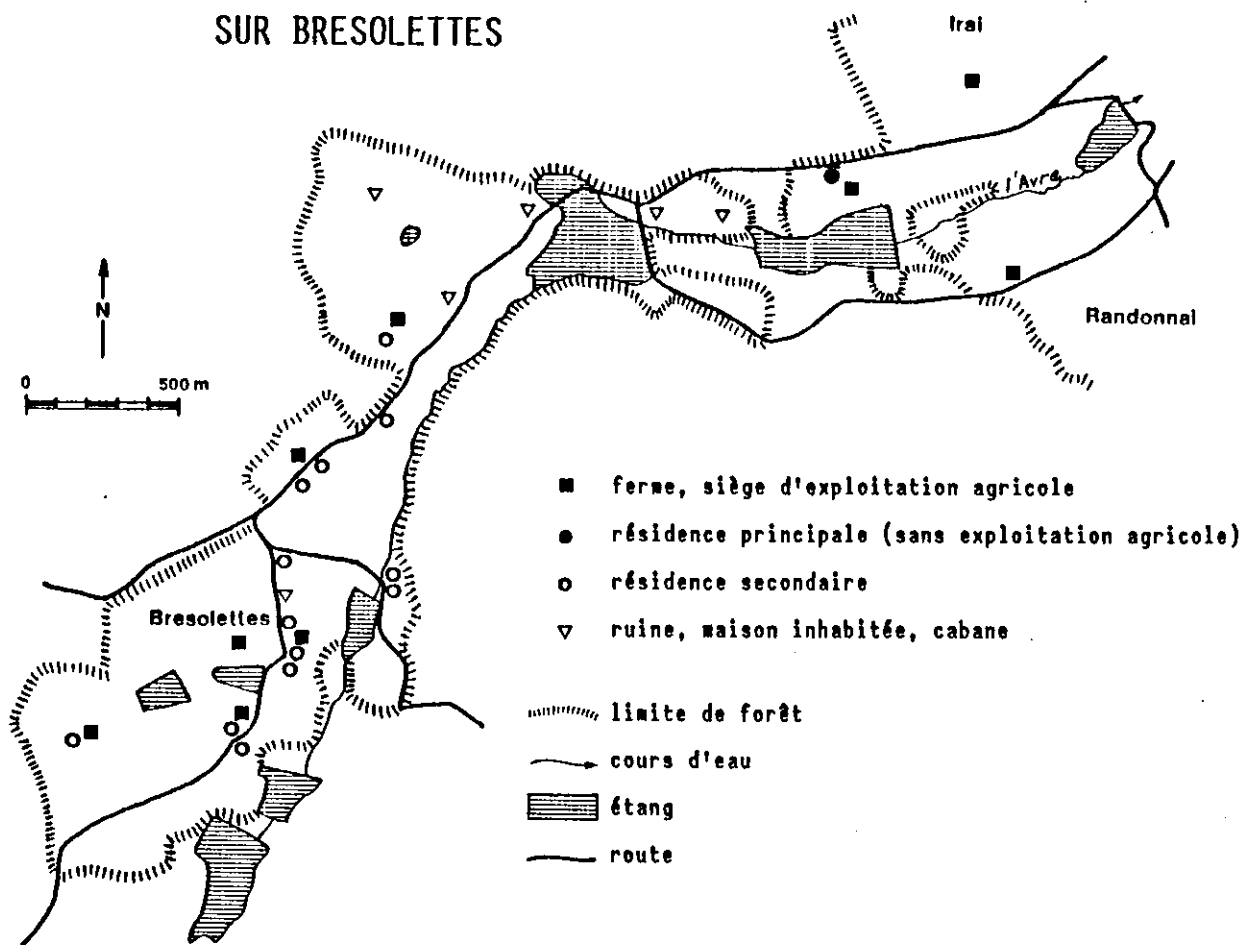 SUR BRESOLETTES
Irai
l'Avre
N
Randonnai
0 500 m
ferme, siège d'exploitation agricole
résidence principale (sans exploitation agricole)
résidence secondaire
Bresolettes
ruine, maison inhabitée, cabane
limite de forêt
cours d'eau
étang
route